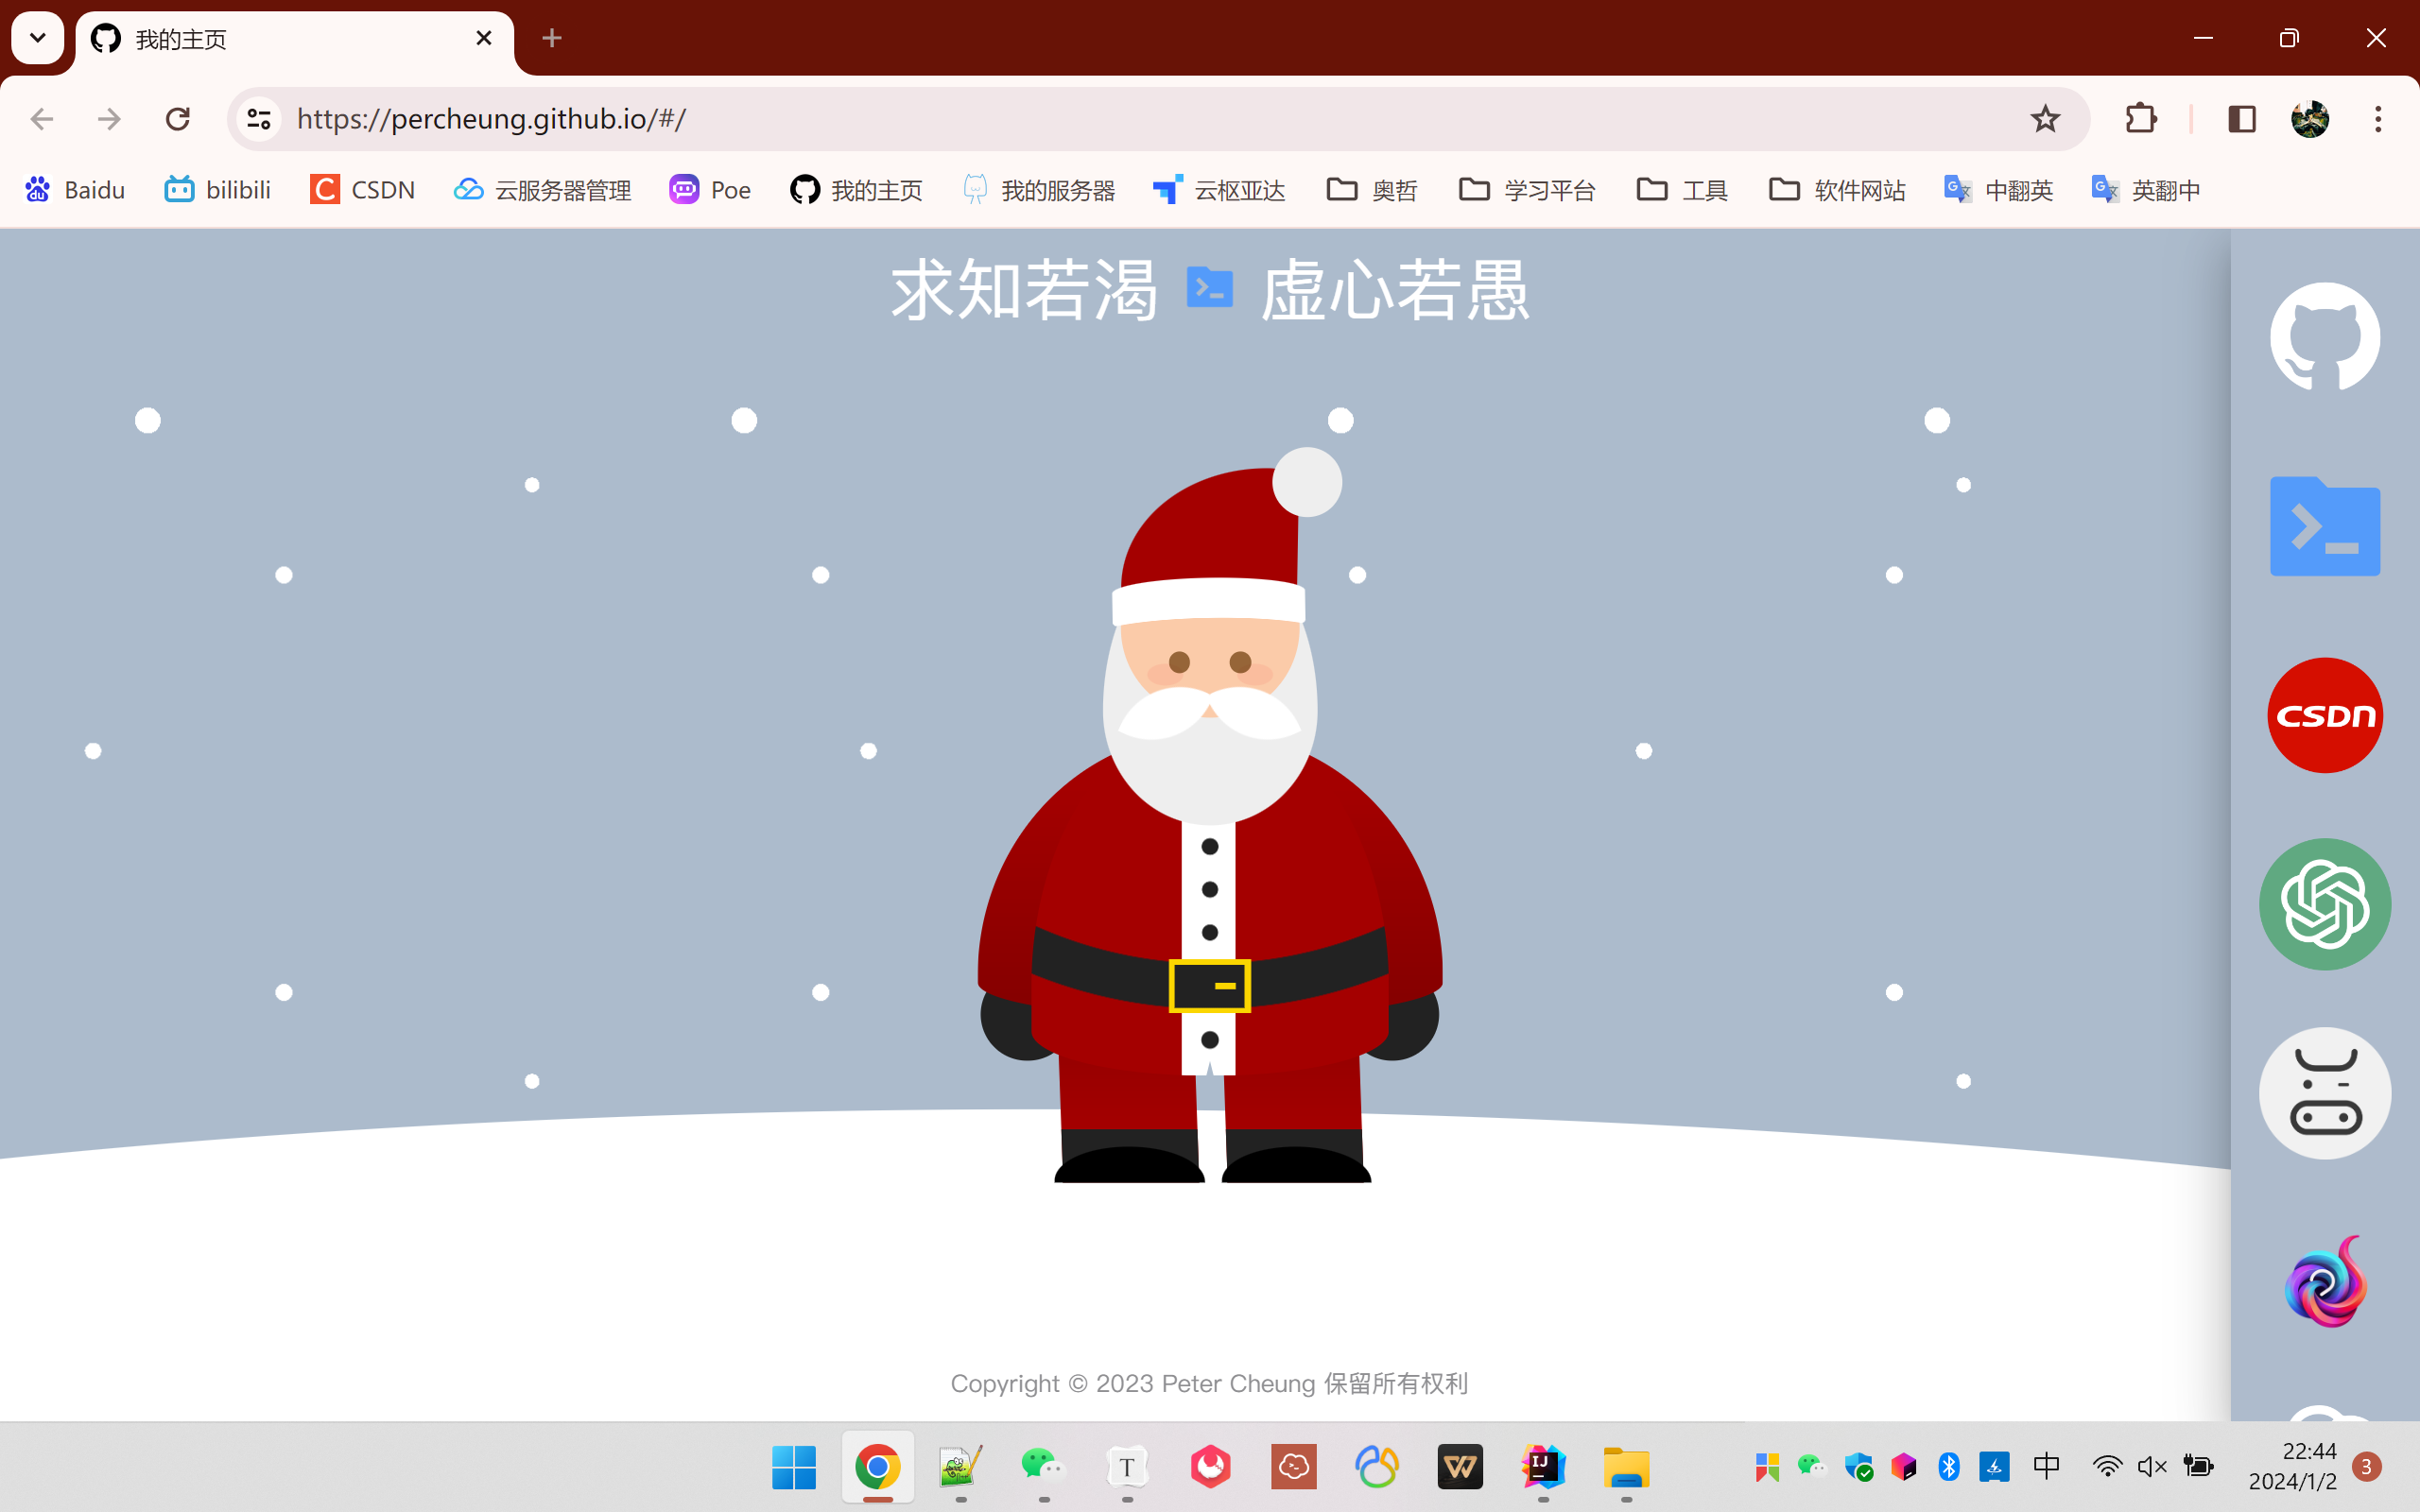 我的主页
https://percheung.github.io/#/
Baidu bilibili CSDN 云服务器管理 Poe 我的主页 我的服务器 云枢亚达 奥哲 学习平台 工具 软件网站 中翻英 英翻中
求知若渴 虚心若愚
CSDN
Copyright © 2023 Peter Cheung 保留所有权利
T
W
IJ
中
22:44
2024/1/2
3